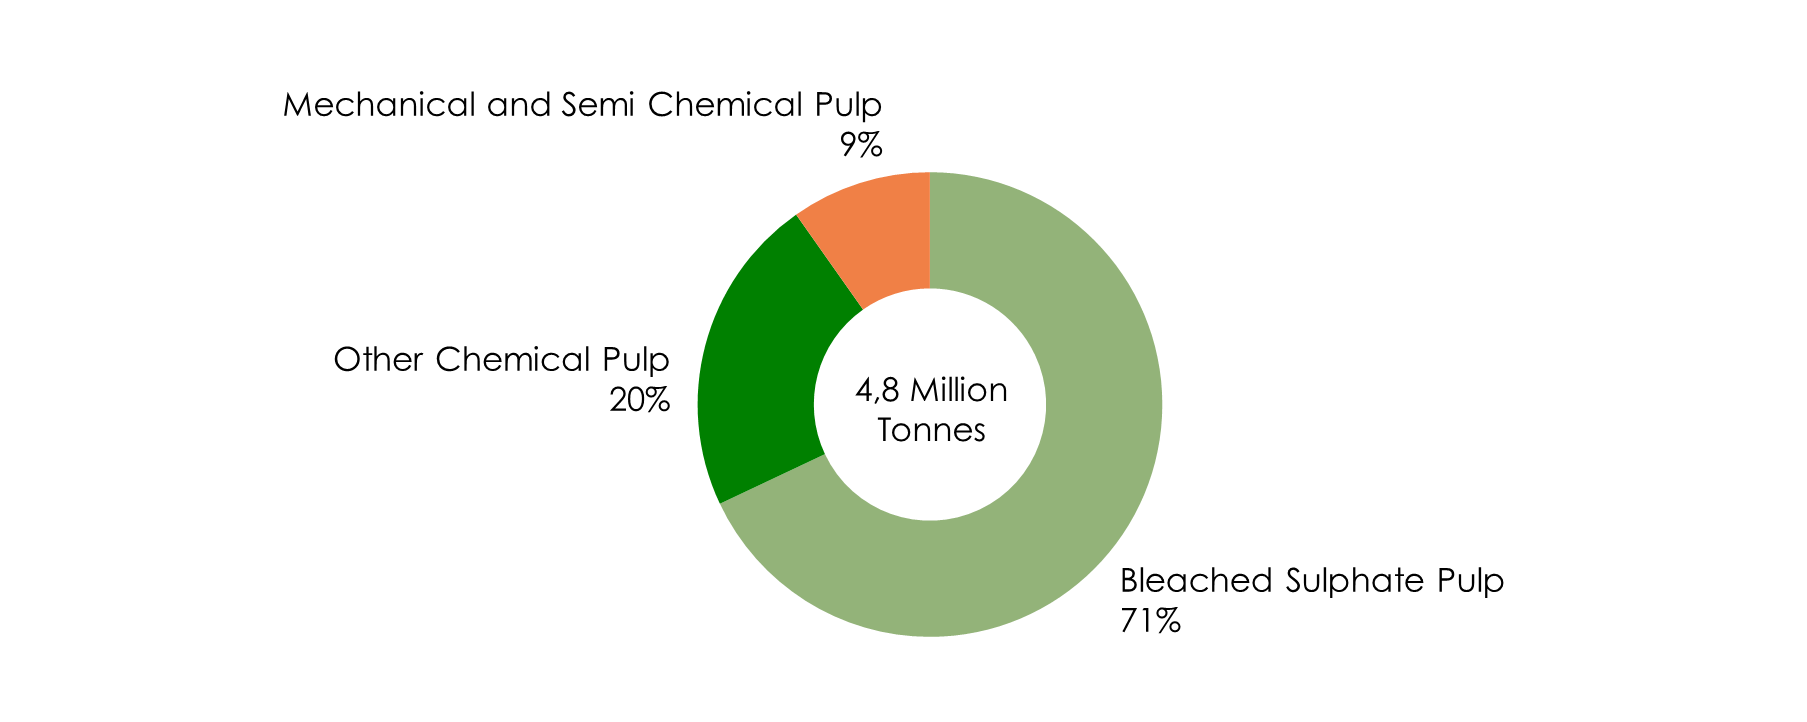 Mechanical and Semi Chemical Pulp
9%
Other Chemical Pulp
20%
4,8 Million
Tonnes
Bleached Sulphate Pulp
71%